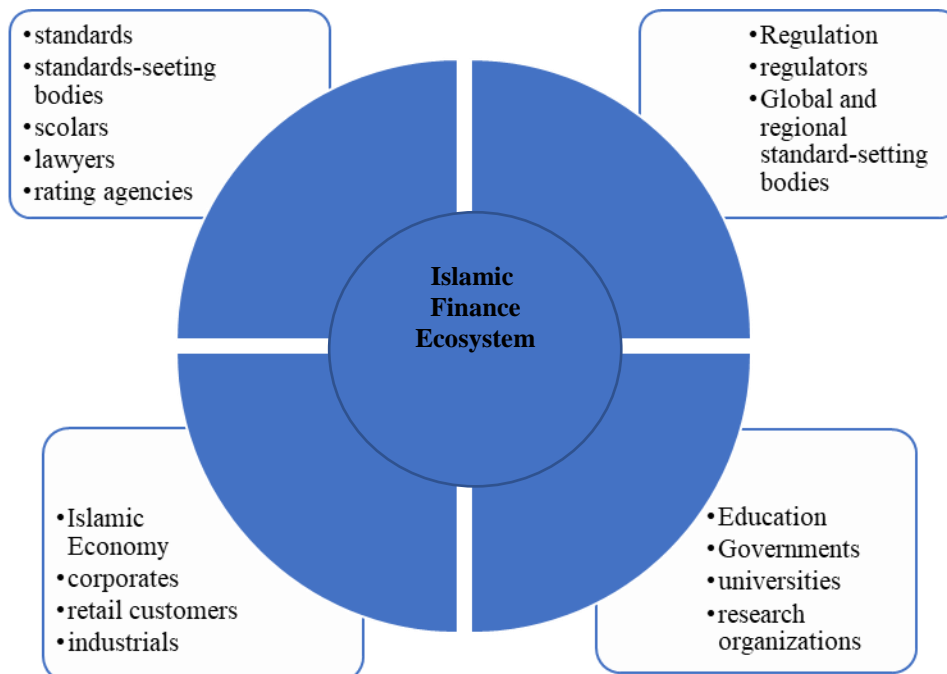 •standards
•standards-seeting
bodies
•scolars
•lawyers
•rating agencies
•Regulation
•regulators
•Global and
regional
standard-setting
bodies
Islamic
Finance
Ecosystem
•Islamic
Economy
•corporates
•retail customers
•industrials
•Education
•Governments
•universities
•research
organizations